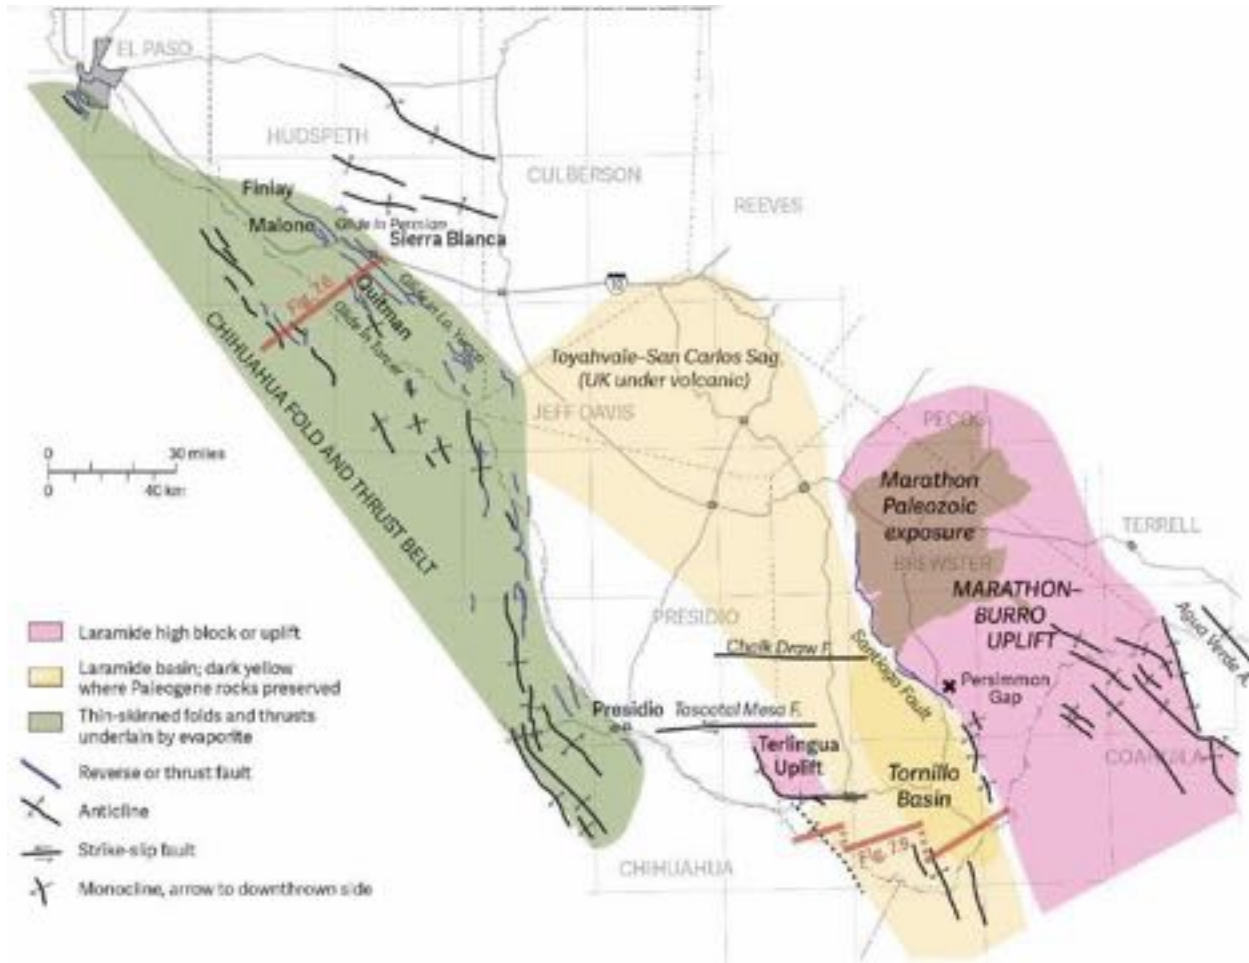 EL PASO
HUDSPETH
CULBERSON
REEVES
Finlay
Malone
Glide in Permian
Sierra Blanca
10
Fig. 7.6
Quitman
Glide in Lo. Yucca
Toyahvale–San Carlos Sag
(UK under volcanic)
JEFF DAVIS
CHIHUAHUA FOLD AND THRUST BELT
PECOS
0 30 miles
0 40 km
Marathon
Paleozoic
exposure
TERRELL
BREWSTER
MARATHON–
BURRO
UPLIFT
Agua Verde A.
PRESIDIO
Laramide high block or uplift
Chalk Draw F.
Santiago Fault
Laramide basin; dark yellow
where Paleogene rocks preserved
Persimmon
Gap
Thin-skinned folds and thrusts
underlain by evaporite
Presidio
Tascotal Mesa F.
Terlingua
Uplift
COAHUILA
Reverse or thrust fault
Tornillo
Basin
Anticline
Strike-slip fault
Fig. 7.9
CHIHUAHUA
Monocline, arrow to downthrown side